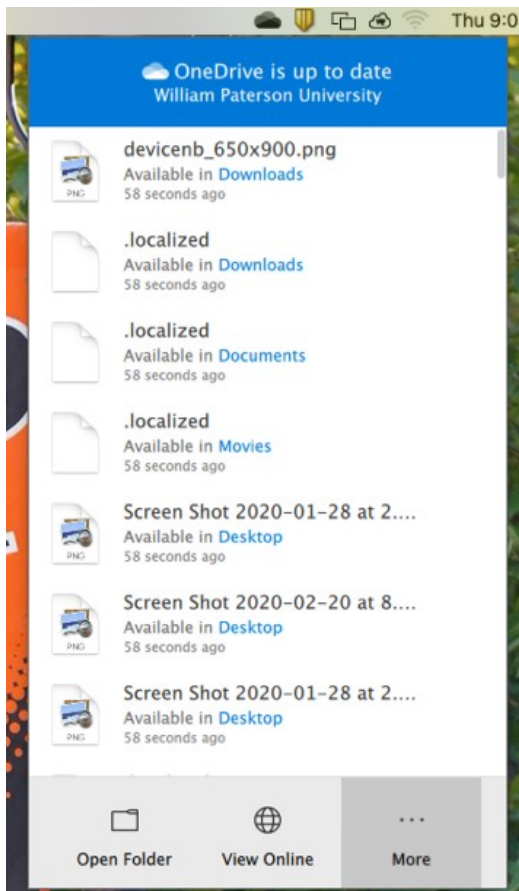 Thu 9:0
OneDrive is up to date
William Paterson University
devicenb_650x900.png
Available in Downloads
58 seconds ago
PNG
.localized
Available in Downloads
58 seconds ago
.localized
Available in Documents
58 seconds ago
.localized
Available in Movies
58 seconds ago
Screen Shot 2020-01-28 at 2....
Available in Desktop
58 seconds ago
PNG
Screen Shot 2020-02-20 at 8....
Available in Desktop
58 seconds ago
PNG
Screen Shot 2020-01-28 at 2....
Available in Desktop
58 seconds ago
PNG
Open Folder
View Online
More